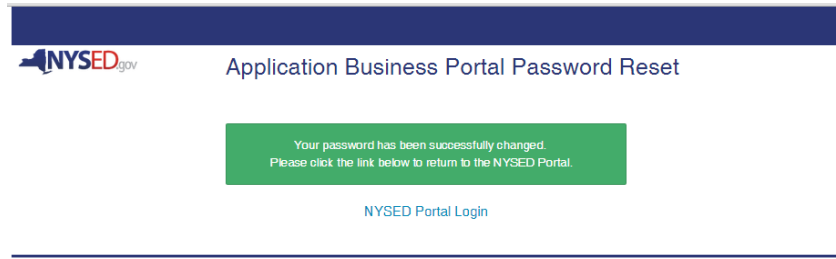 NYSED.gov
Application Business Portal Password Reset
Your password has been successfully changed.
Please click the link below to return to the NYSED Portal.
NYSED Portal Login